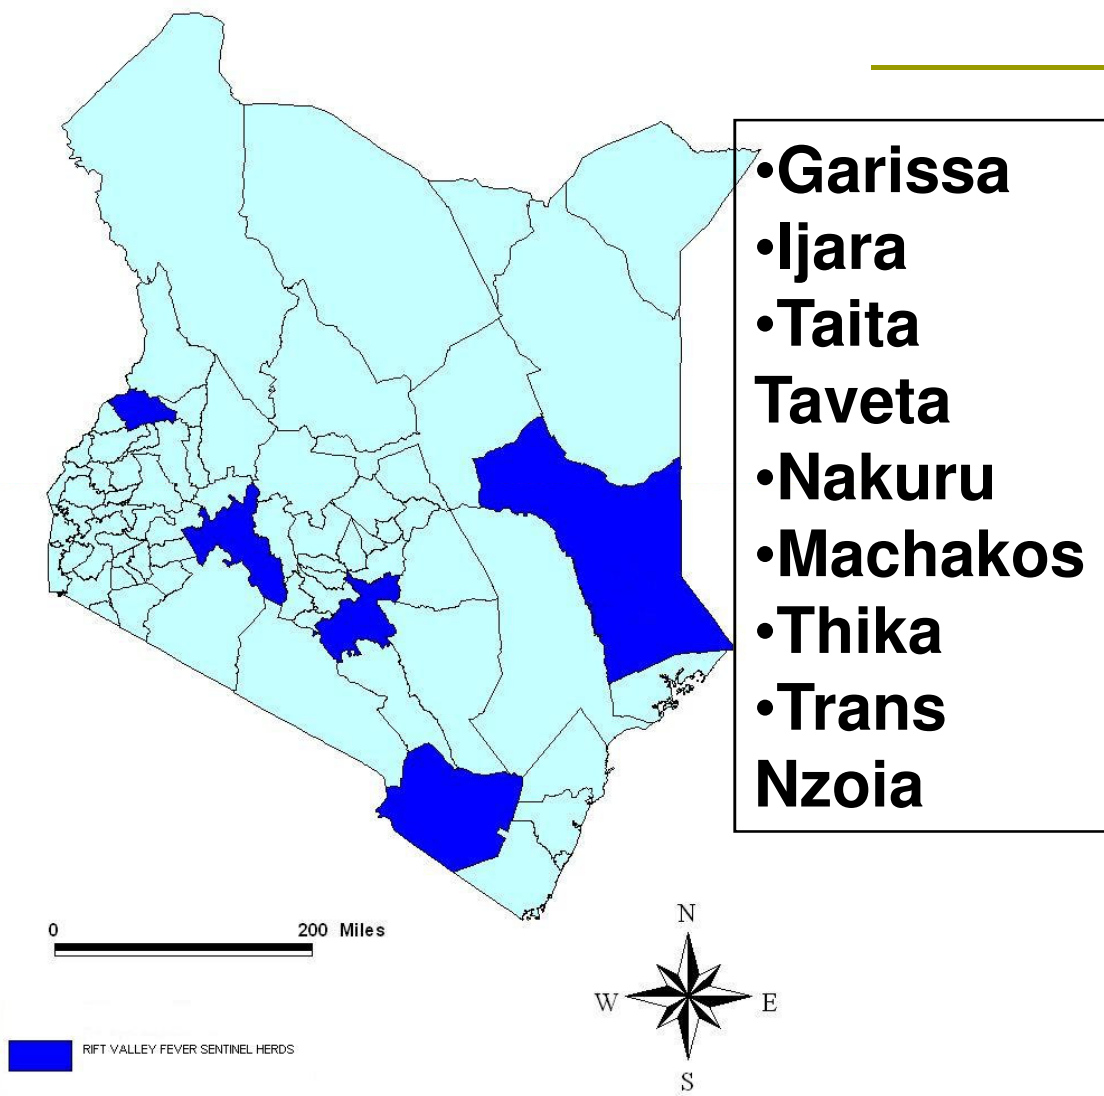 •Garissa
•Ijara
•Taita
Taveta
•Nakuru
•Machakos
•Thika
•Trans
Nzoia
0 200 Miles
N
W E
S
RIFT VALLEY FEVER SENTINEL HERDS